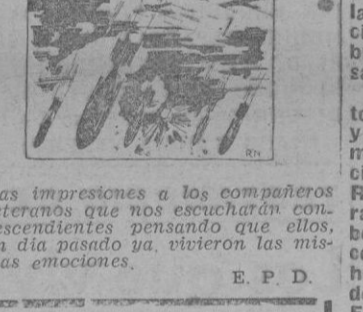 RN
as impresiones a los compañeros
eteranos que nos escucharán con-
escendientes pensando que ellos,
n día pasado ya, vivieron las mis-
as emociones.
E. P. D.